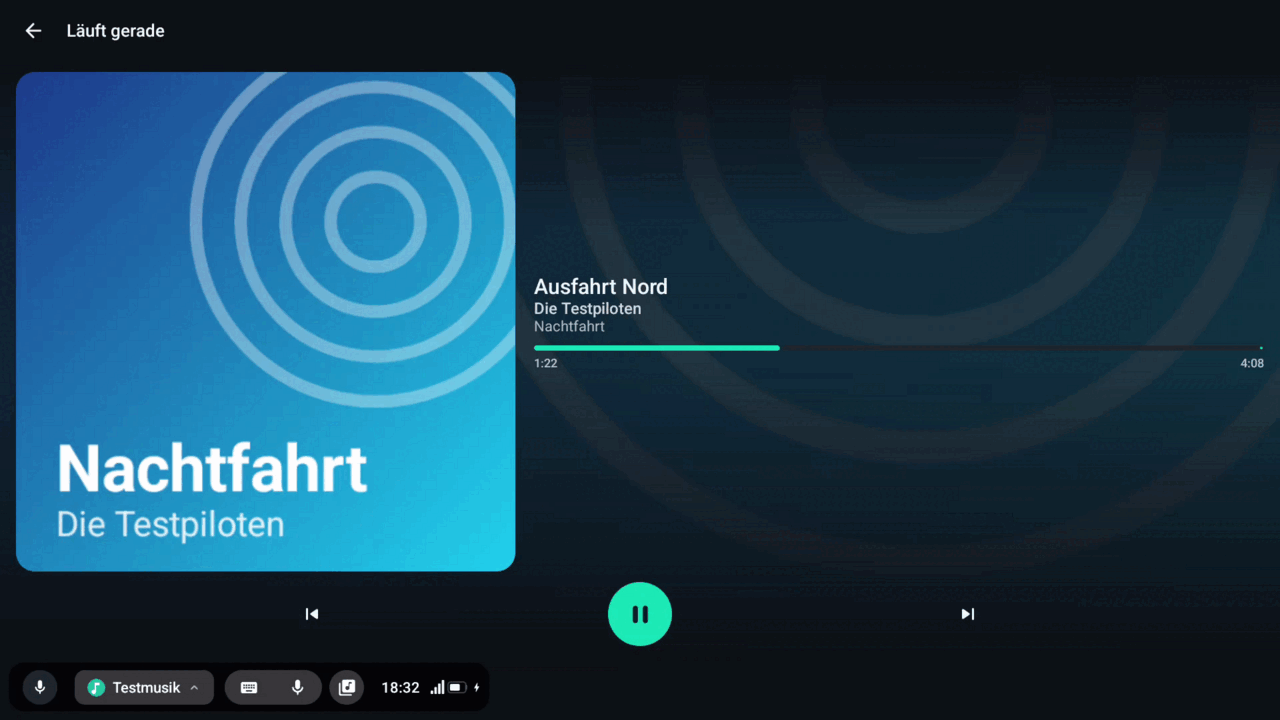 Läuft gerade
Nachtfahrt
Die Testpiloten
Ausfahrt Nord
Die Testpiloten
Nachtfahrt
1:22
4:08
Testmusik
18:32